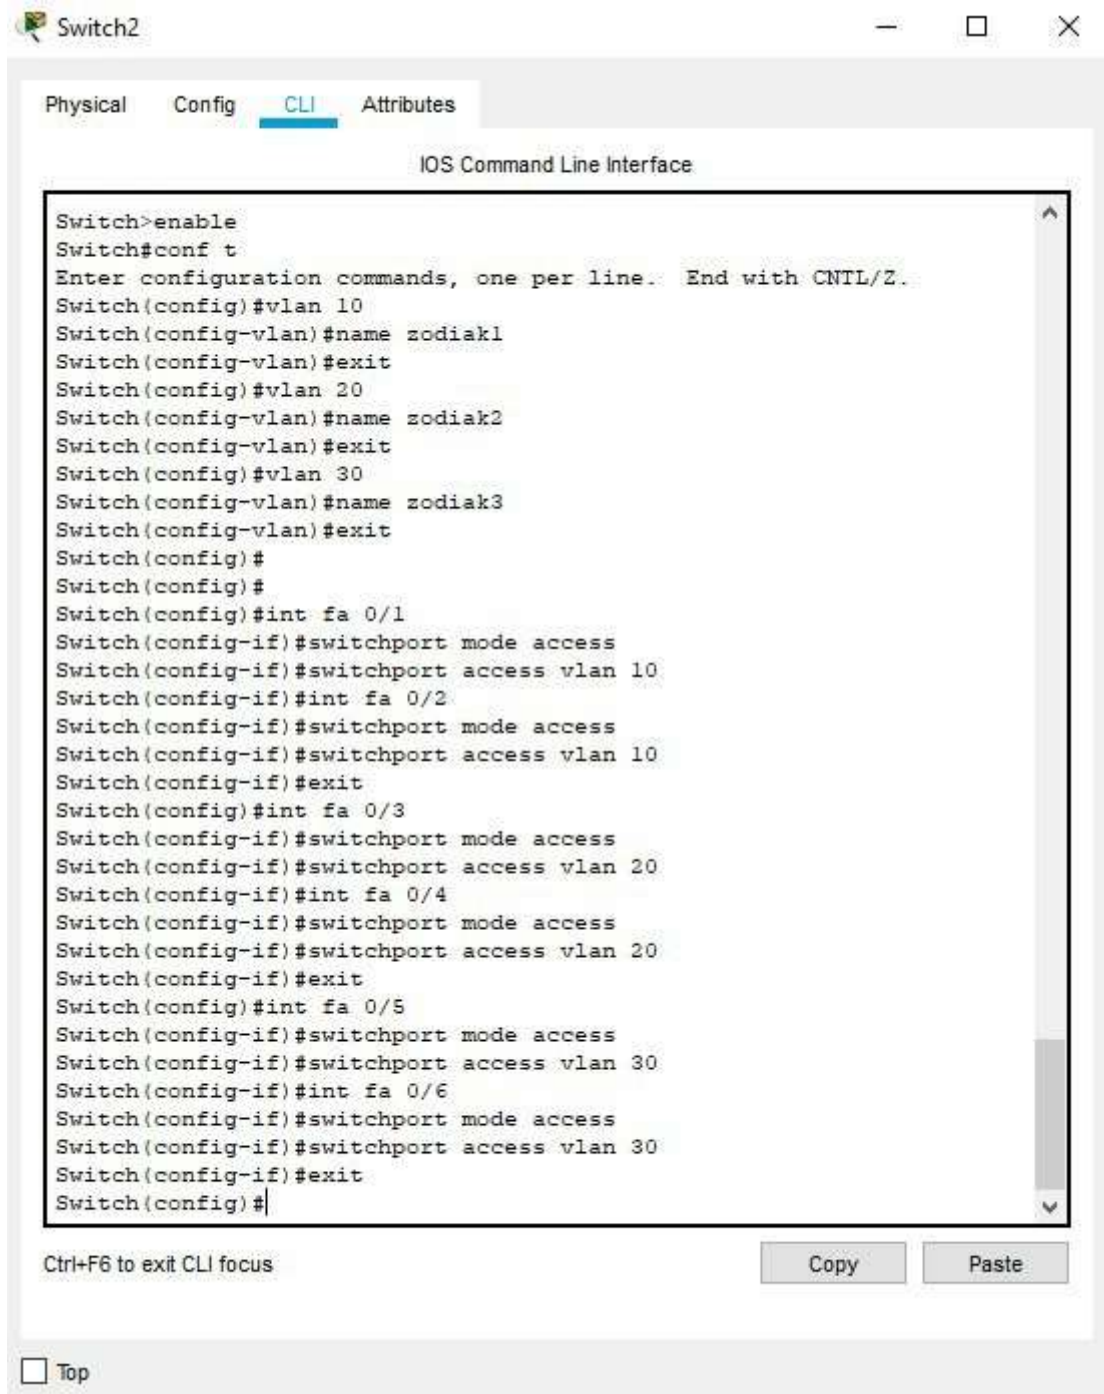 Switch2
Physical Config CLI Attributes
IOS Command Line Interface
Switch>enable
Switch#conf t
Enter configuration commands, one per line.  End with CNTL/Z.
Switch(config)#vlan 10
Switch(config-vlan)#name zodiak1
Switch(config-vlan)#exit
Switch(config)#vlan 20
Switch(config-vlan)#name zodiak2
Switch(config-vlan)#exit
Switch(config)#vlan 30
Switch(config-vlan)#name zodiak3
Switch(config-vlan)#exit
Switch(config)#
Switch(config)#
Switch(config)#int fa 0/1
Switch(config-if)#switchport mode access
Switch(config-if)#switchport access vlan 10
Switch(config-if)#int fa 0/2
Switch(config-if)#switchport mode access
Switch(config-if)#switchport access vlan 10
Switch(config-if)#exit
Switch(config)#int fa 0/3
Switch(config-if)#switchport mode access
Switch(config-if)#switchport access vlan 20
Switch(config-if)#int fa 0/4
Switch(config-if)#switchport mode access
Switch(config-if)#switchport access vlan 20
Switch(config-if)#exit
Switch(config)#int fa 0/5
Switch(config-if)#switchport mode access
Switch(config-if)#switchport access vlan 30
Switch(config-if)#int fa 0/6
Switch(config-if)#switchport mode access
Switch(config-if)#switchport access vlan 30
Switch(config-if)#exit
Switch(config)#
Ctrl+F6 to exit CLI focus Copy Paste
Top